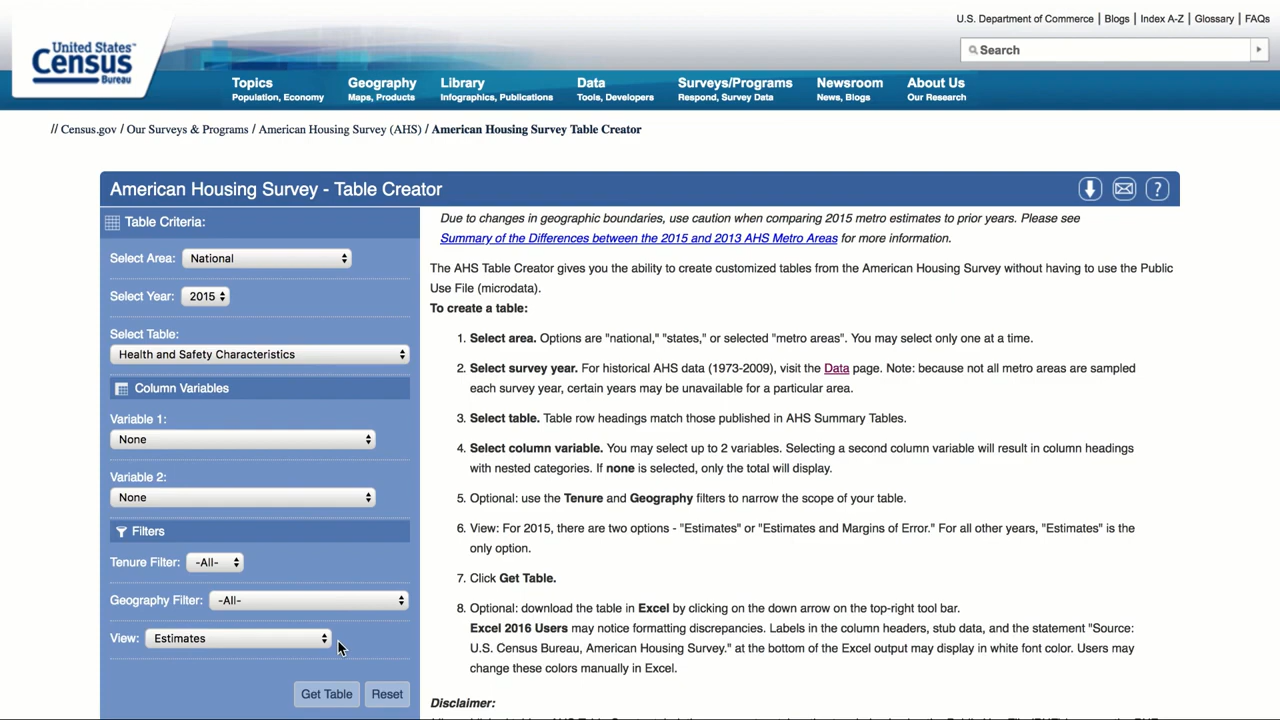 U.S. Department of Commerce | Blogs | Index A-Z | Glossary | FAQs
United States™
Census
Bureau
Search
Topics
Population, Economy
Geography
Maps, Products
Library
Infographics, Publications
Data
Tools, Developers
Surveys/Programs
Respond, Survey Data
Newsroom
News, Blogs
About Us
Our Research
// Census.gov / Our Surveys & Programs / American Housing Survey (AHS) / American Housing Survey Table Creator
American Housing Survey - Table Creator
?
Table Criteria:
Select Area: National
Select Year: 2015
Select Table:
Health and Safety Characteristics
Column Variables
Variable 1:
None
Variable 2:
None
Filters
Tenure Filter: -All-
Geography Filter: -All-
View: Estimates
Get Table Reset
Due to changes in geographic boundaries, use caution when comparing 2015 metro estimates to prior years. Please see
Summary of the Differences between the 2015 and 2013 AHS Metro Areas for more information.
The AHS Table Creator gives you the ability to create customized tables from the American Housing Survey without having to use the Public
Use File (microdata).
To create a table:
1. Select area. Options are "national," "states," or selected "metro areas". You may select only one at a time.
2. Select survey year. For historical AHS data (1973-2009), visit the Data page. Note: because not all metro areas are sampled
each survey year, certain years may be unavailable for a particular area.
3. Select table. Table row headings match those published in AHS Summary Tables.
4. Select column variable. You may select up to 2 variables. Selecting a second column variable will result in column headings
with nested categories. If none is selected, only the total will display.
5. Optional: use the Tenure and Geography filters to narrow the scope of your table.
6. View: For 2015, there are two options - "Estimates" or "Estimates and Margins of Error." For all other years, "Estimates" is the
only option.
7. Click Get Table.
8. Optional: download the table in Excel by clicking on the down arrow on the top-right tool bar.
Excel 2016 Users may notice formatting discrepancies. Labels in the column headers, stub data, and the statement "Source:
U.S. Census Bureau, American Housing Survey." at the bottom of the Excel output may display in white font color. Users may
change these colors manually in Excel.
Disclaimer: